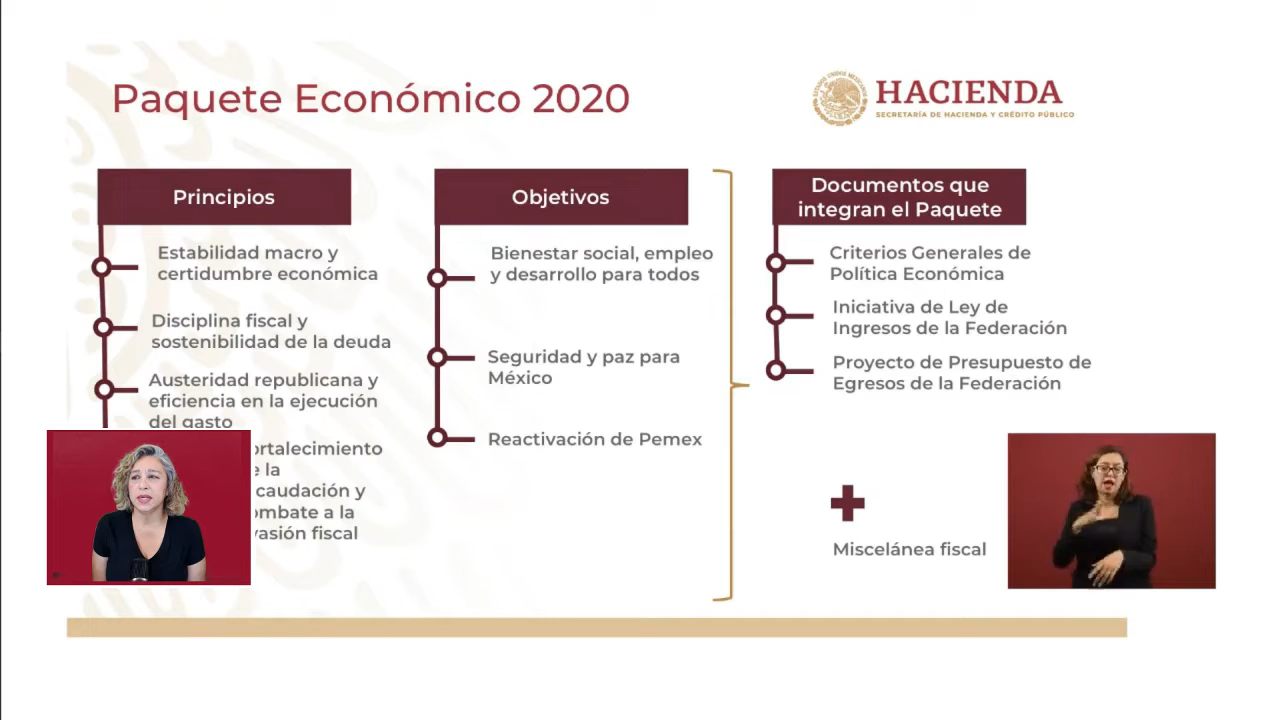 Paquete Económico 2020
HACIENDA
SECRETARÍA DE HACIENDA Y CRÉDITO PÚBLICO
Principios
Estabilidad macro y
certidumbre económica
Disciplina fiscal y
sostenibilidad de la deuda
Austeridad republicana y
eficiencia en la ejecución
del gasto
ortalecimiento
e la
caudación y
ombate a la
vasión fiscal
Objetivos
Bienestar social, empleo
y desarrollo para todos
Seguridad y paz para
México
Reactivación de Pemex
Documentos que
integran el Paquete
Criterios Generales de
Política Económica
Iniciativa de Ley de
Ingresos de la Federación
Proyecto de Presupuesto de
Egresos de la Federación
Miscelánea fiscal